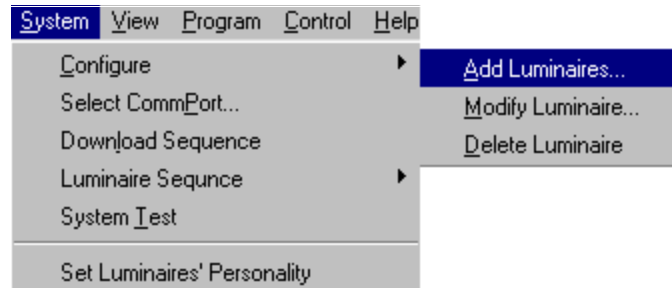 System View Program Control Help
Configure
Add Luminaires...
Select CommPort...
Modify Luminaire...
Download Sequence
Delete Luminaire
Luminaire Sequnce
System Test
Set Luminaires' Personality